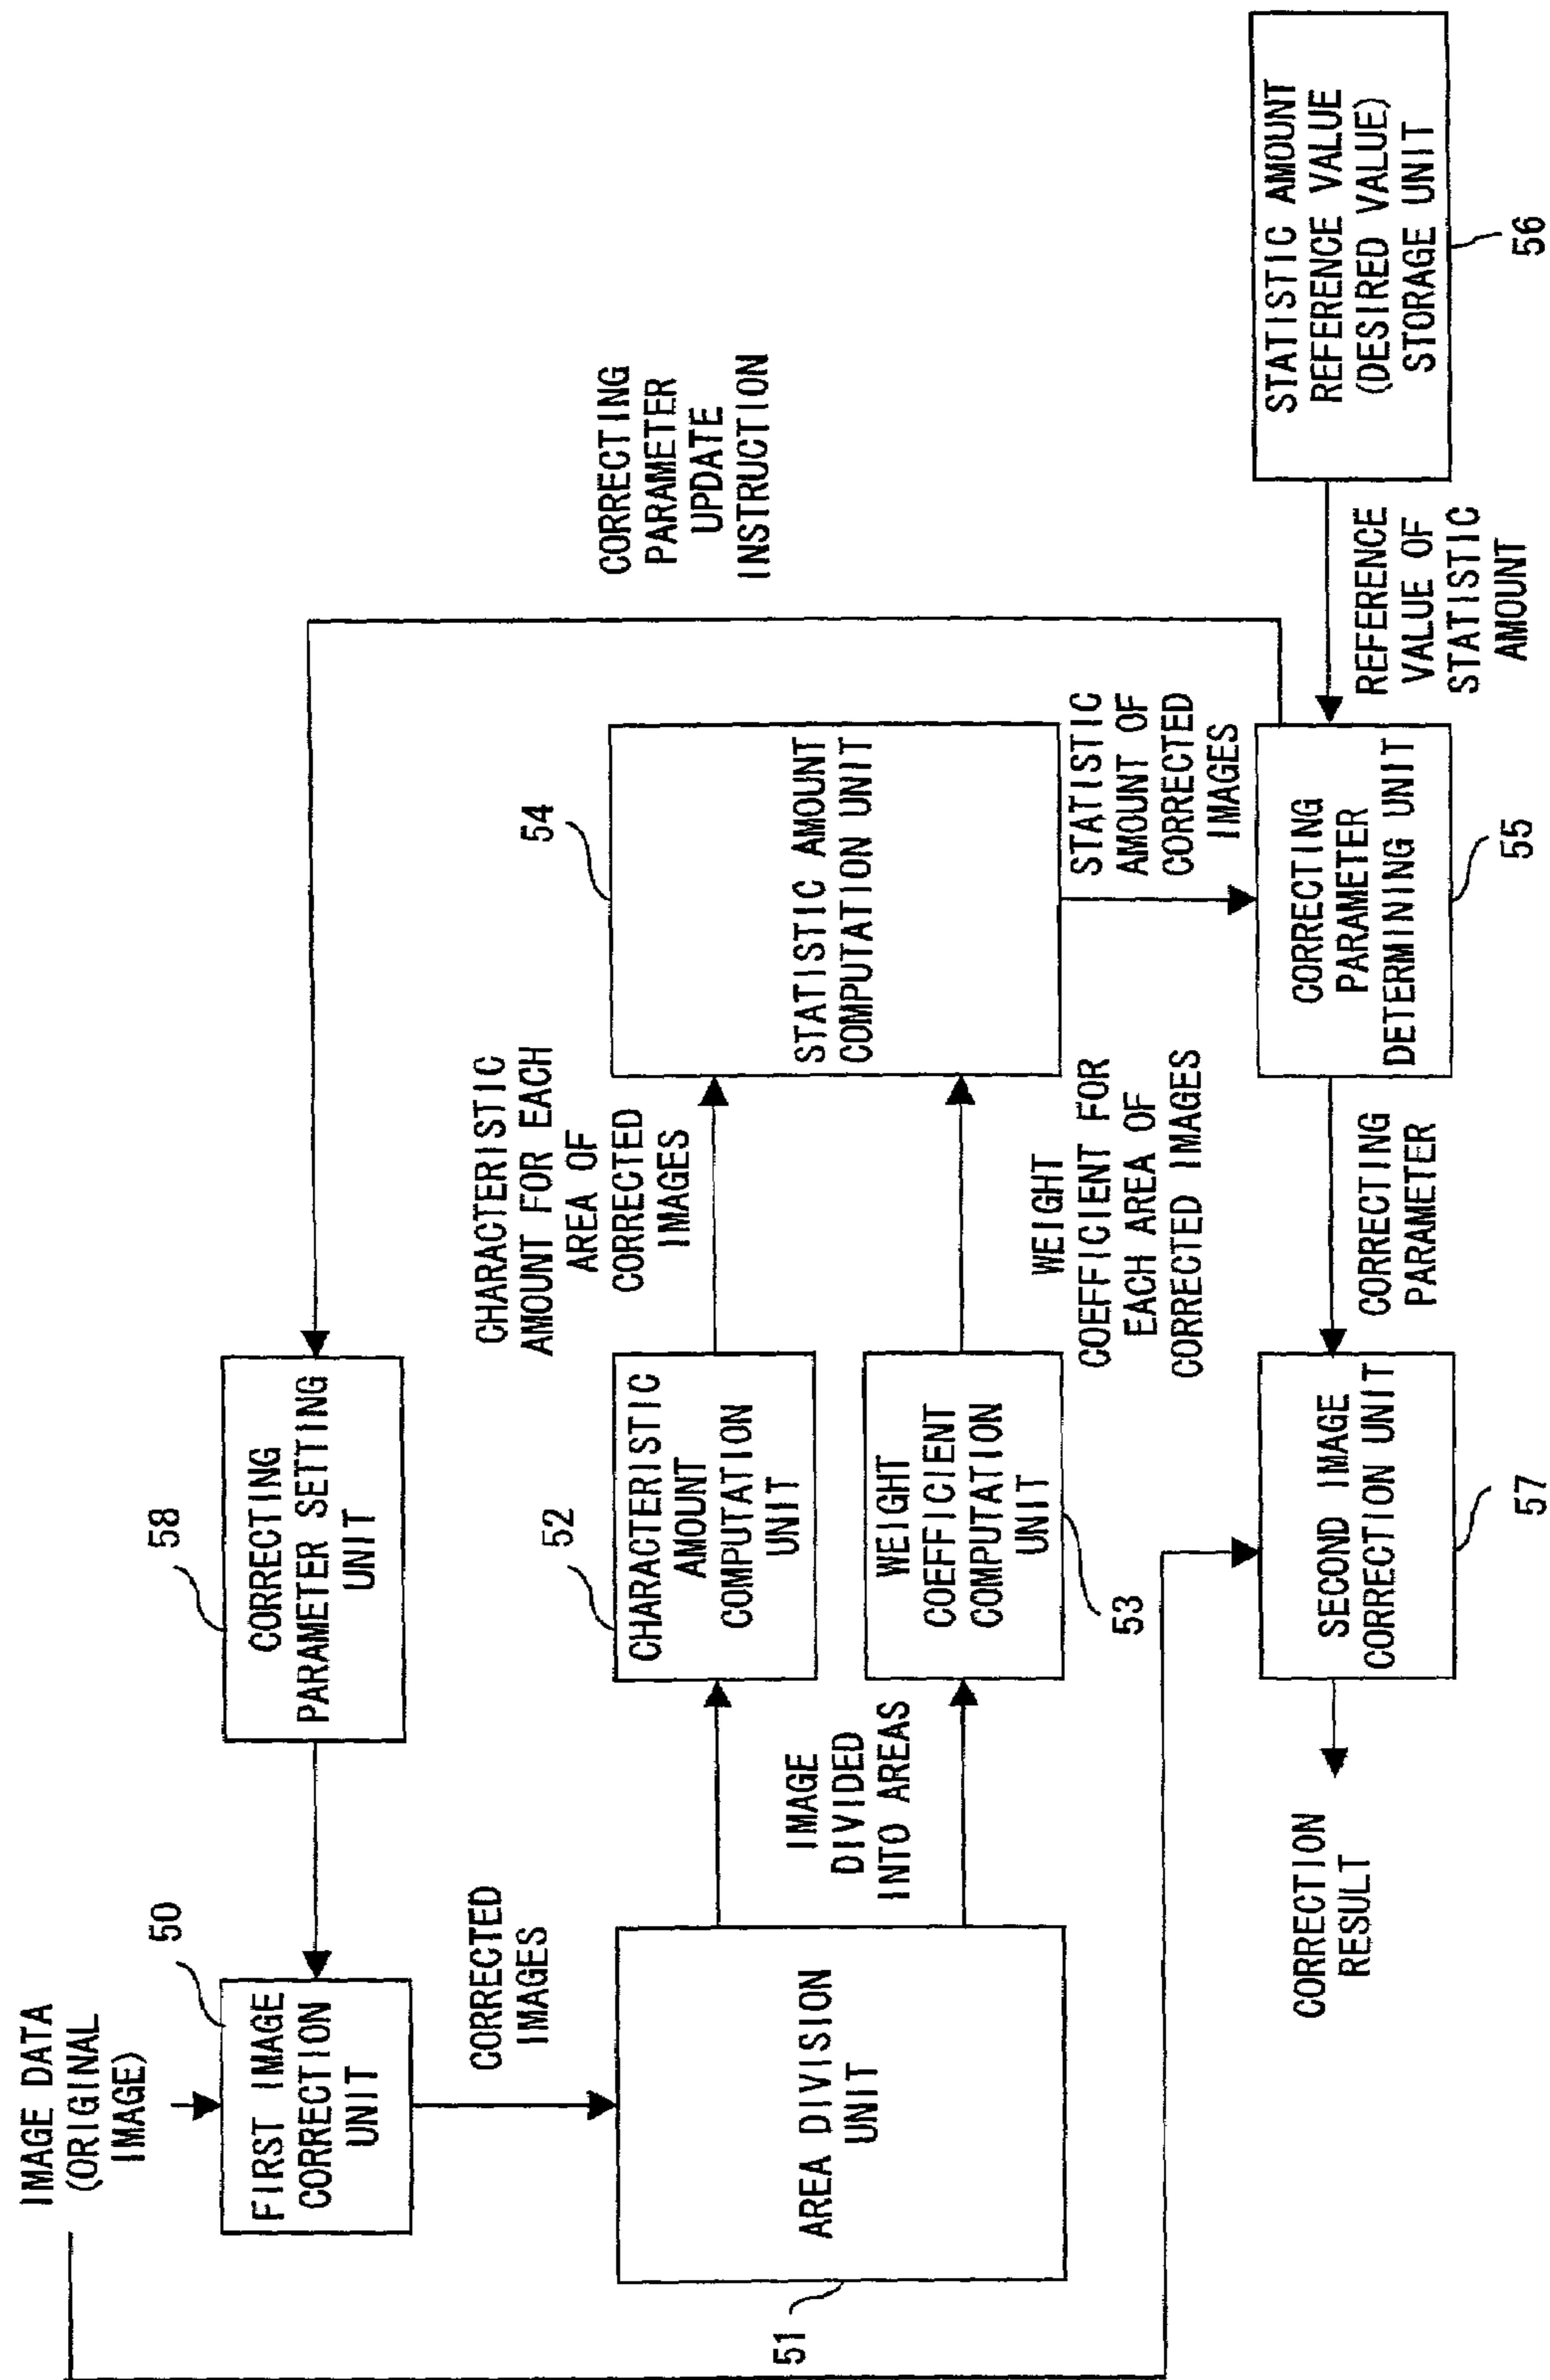 IMAGE DATA
(ORIGINAL
IMAGE)
50
FIRST IMAGE
CORRECTION
UNIT
58
CORRECTING
PARAMETER SETTING
UNIT
CORRECTING
PARAMETER
UPDATE
INSTRUCTION
CORRECTED
IMAGES
51
AREA DIVISION
UNIT
IMAGE
DIVIDED
INTO AREAS
52
CHARACTERISTIC
AMOUNT
COMPUTATION
UNIT
WEIGHT
COEFFICIENT
COMPUTATION
UNIT
53
CHARACTERISTIC
AMOUNT FOR EACH
AREA OF
CORRECTED
IMAGES
WEIGHT
COEFFICIENT FOR
EACH AREA OF
CORRECTED IMAGES
54
STATISTIC AMOUNT
COMPUTATION UNIT
STATISTIC
AMOUNT OF
CORRECTED
IMAGES
CORRECTION
RESULT
SECOND IMAGE
CORRECTION UNIT
57
CORRECTING
PARAMETER
CORRECTING
PARAMETER
DETERMINING UNIT
55
REFERENCE
VALUE OF
STATISTIC
AMOUNT
STATISTIC AMOUNT
REFERENCE VALUE
(DESIRED VALUE)
STORAGE UNIT
56